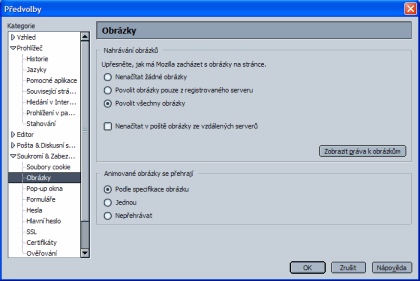 Předvolby
Kategorie
Vzhled
Prohlížeč
Historie
Jazyky
Pomocné aplikace
Související strá...
Hledání v Inter...
Prohlížení v pa...
Stahování
Editor
Pošta & Diskusní s...
Soukromí & Zabez...
Soubory cookie
Obrázky
Pop-up okna
Formuláře
Hesla
Hlavní heslo
SSL
Certifikáty
Ověřování
Obrázky
Nahrávání obrázků
Upřesněte, jak má Mozilla zacházet s obrázky na stránce.
Nenačítat žádné obrázky
Povolit obrázky pouze z registrovaného serveru
Povolit všechny obrázky
Nenačítat v poště obrázky ze vzdálených serverů
Zobrazit práva k obrázkům
Animované obrázky se přehrají
Podle specifikace obrázku
Jednou
Nepřehrávat
OK
Zrušit
Nápověda